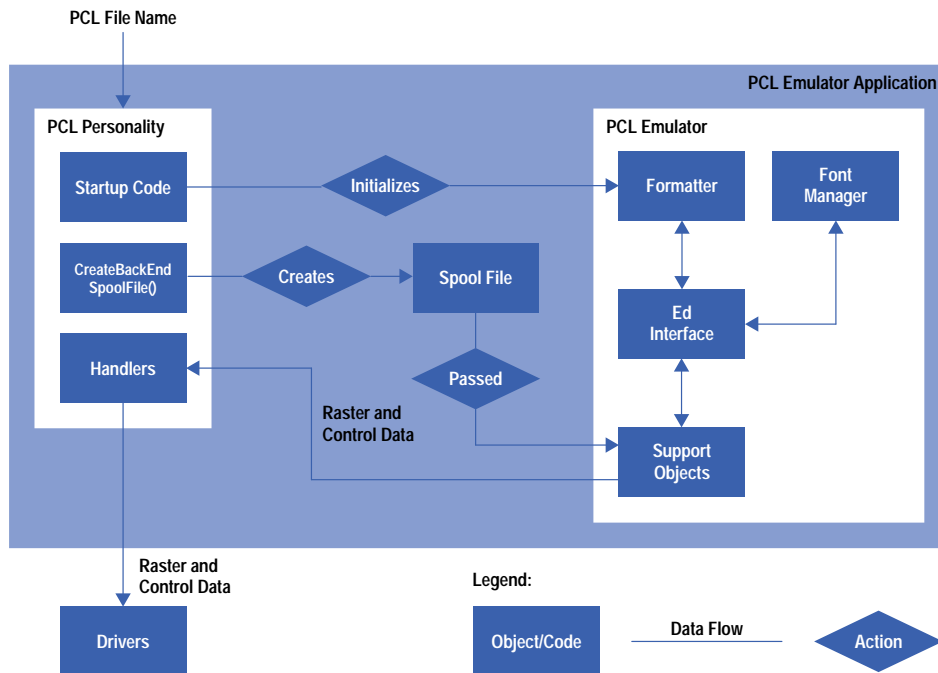 PCL File Name
PCL Emulator Application
PCL Personality
PCL Emulator
Startup Code
Initializes
Formatter
Font
Manager
CreateBackEnd
SpoolFile()
Creates
Spool File
Ed
Interface
Handlers
Passed
Raster and
Control Data
Support
Objects
Raster and
Control Data
Legend:
Drivers
Object/Code
Data Flow
Action